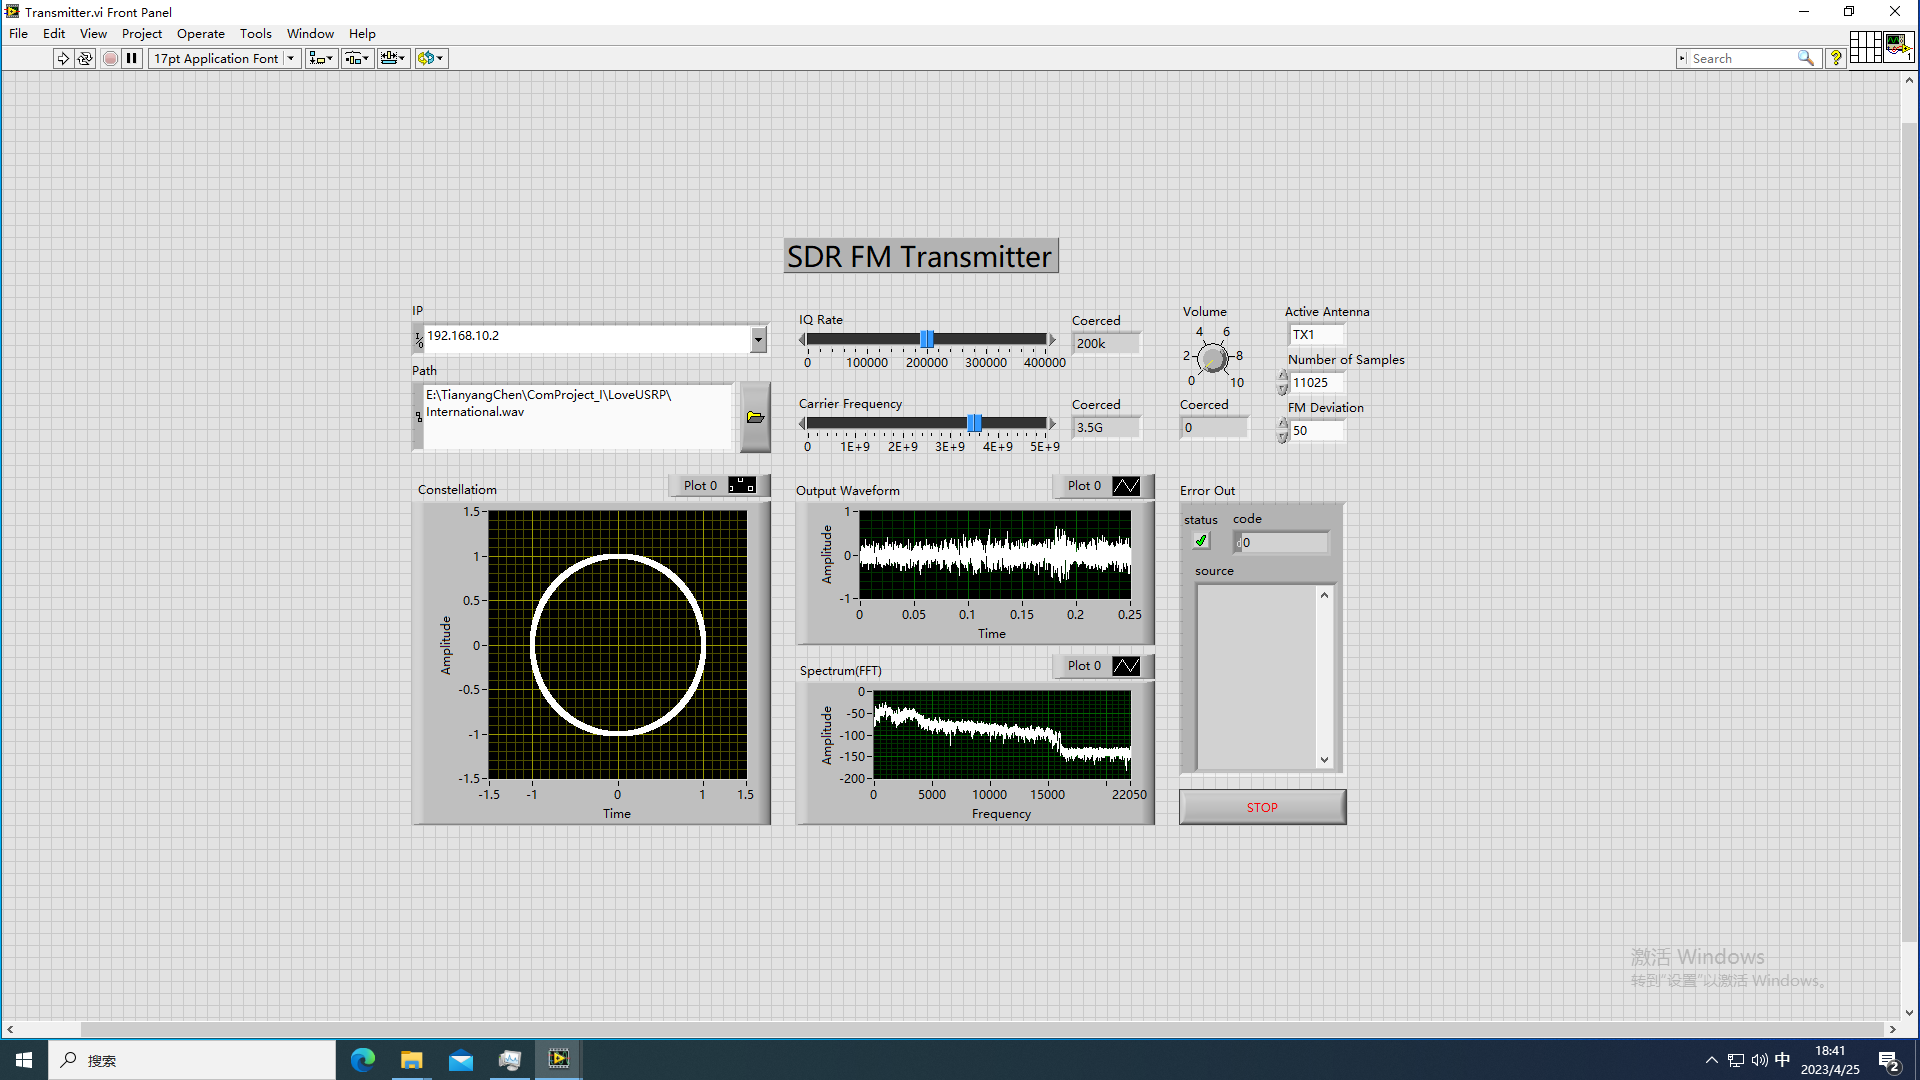 Transmitter.vi Front Panel
File Edit View Project Operate Tools Window Help
17pt Application Font
Search
1
SDR FM Transmitter
IP
192.168.10.2
Path
E:\TianyangChen\ComProject_I\LoveUSRP\
International.wav
IQ Rate
0 100000 200000 300000 400000
Coerced
200k
Carrier Frequency
0 1E+9 2E+9 3E+9 4E+9 5E+9
Coerced
3.5G
Volume
0 2 4 6 8 10
Coerced
0
Active Antenna
TX1
Number of Samples
11025
FM Deviation
50
Constellatiom
Plot 0
Amplitude
1.5
1
0.5
0
-0.5
-1
-1.5
-1.5 -1 0 1 1.5
Time
Output Waveform
Plot 0
Amplitude
1
0
-1
0 0.05 0.1 0.15 0.2 0.25
Time
Spectrum(FFT)
Plot 0
Amplitude
0
-50
-100
-150
-200
0 5000 10000 15000 22050
Frequency
Error Out
status code
d0
source
STOP
激活 Windows
转到"设置"以激活 Windows。
搜索
中
18:41
2023/4/25
2